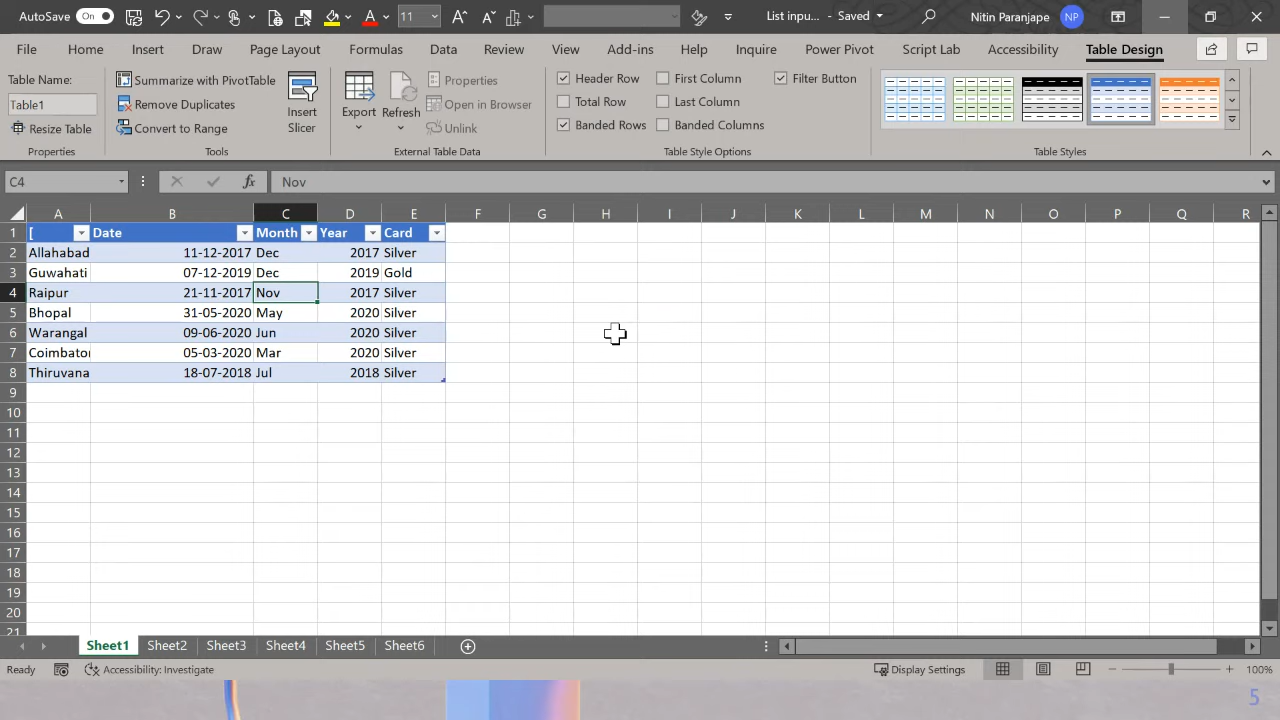 AutoSave On 11 List inpu... - Saved Nitin Paranjape NP
File Home Insert Draw Page Layout Formulas Data Review View Add-ins Help Inquire Power Pivot Script Lab Accessibility Table Design
Table Name: Summarize with PivotTable Properties Header Row First Column Filter Button
Table1 Remove Duplicates Insert Slicer Export Refresh Open in Browser Total Row Last Column
Resize Table Convert to Range Unlink Banded Rows Banded Columns
Properties Tools External Table Data Table Style Options Table Styles
C4 fx Nov
A B C D E F G H I J K L M N O P Q R
1 [ Date Month Year Card
2 Allahabad 11-12-2017 Dec 2017 Silver
3 Guwahati 07-12-2019 Dec 2019 Gold
4 Raipur 21-11-2017 Nov 2017 Silver
5 Bhopal 31-05-2020 May 2020 Silver
6 Warangal 09-06-2020 Jun 2020 Silver
7 Coimbator 05-03-2020 Mar 2020 Silver
8 Thiruvana 18-07-2018 Jul 2018 Silver
9
10
11
12
13
14
15
16
17
18
19
20
21
Sheet1 Sheet2 Sheet3 Sheet4 Sheet5 Sheet6
Ready Accessibility: Investigate Display Settings 100%
5